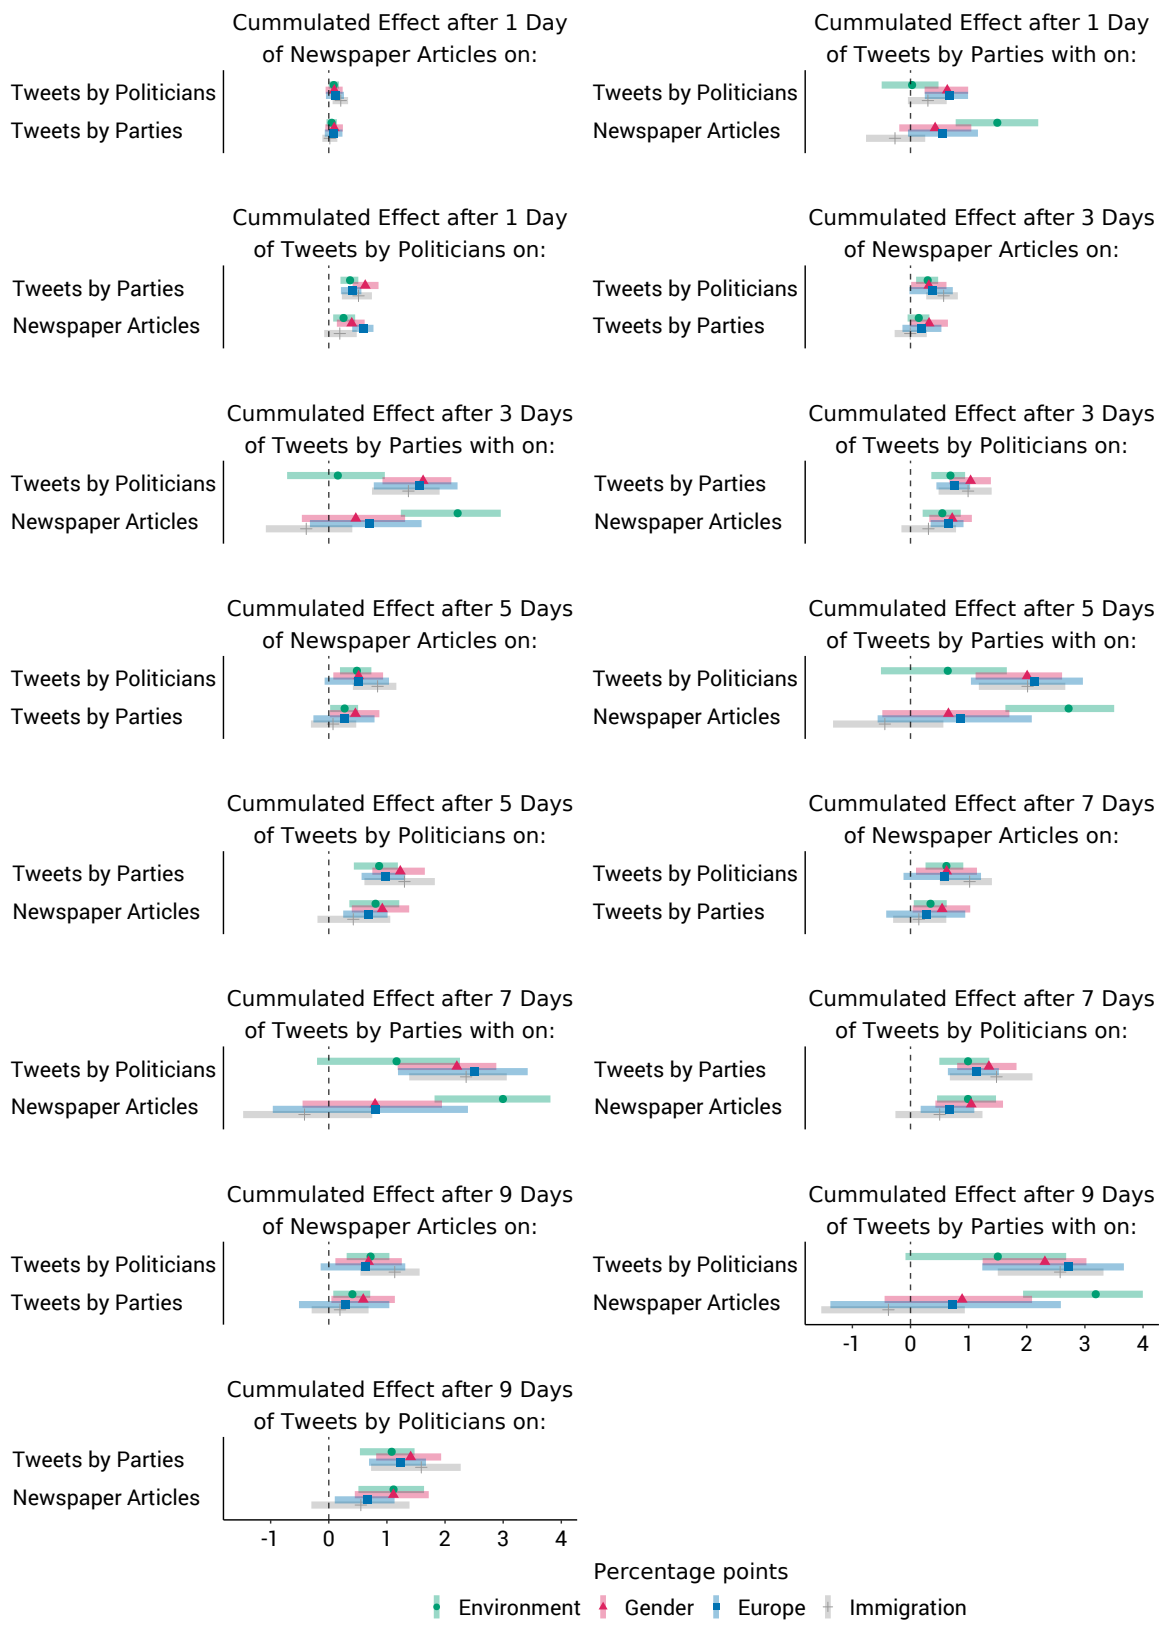 Cummulated Effect after 1 Day
of Newspaper Articles on:
Tweets by Politicians
Tweets by Parties
Cummulated Effect after 1 Day
of Tweets by Parties with on:
Tweets by Politicians
Newspaper Articles
Cummulated Effect after 1 Day
of Tweets by Politicians on:
Tweets by Parties
Newspaper Articles
Cummulated Effect after 3 Days
of Newspaper Articles on:
Tweets by Politicians
Tweets by Parties
Cummulated Effect after 3 Days
of Tweets by Parties with on:
Tweets by Politicians
Newspaper Articles
Cummulated Effect after 3 Days
of Tweets by Politicians on:
Tweets by Parties
Newspaper Articles
Cummulated Effect after 5 Days
of Newspaper Articles on:
Tweets by Politicians
Tweets by Parties
Cummulated Effect after 5 Days
of Tweets by Parties with on:
Tweets by Politicians
Newspaper Articles
Cummulated Effect after 5 Days
of Tweets by Politicians on:
Tweets by Parties
Newspaper Articles
Cummulated Effect after 7 Days
of Newspaper Articles on:
Tweets by Politicians
Tweets by Parties
Cummulated Effect after 7 Days
of Tweets by Parties with on:
Tweets by Politicians
Newspaper Articles
Cummulated Effect after 7 Days
of Tweets by Politicians on:
Tweets by Parties
Newspaper Articles
Cummulated Effect after 9 Days
of Newspaper Articles on:
Tweets by Politicians
Tweets by Parties
Cummulated Effect after 9 Days
of Tweets by Parties with on:
Tweets by Politicians
Newspaper Articles
-1 0 1 2 3 4
Cummulated Effect after 9 Days
of Tweets by Politicians on:
Tweets by Parties
Newspaper Articles
-1 0 1 2 3 4
Percentage points
Environment Gender Europe Immigration